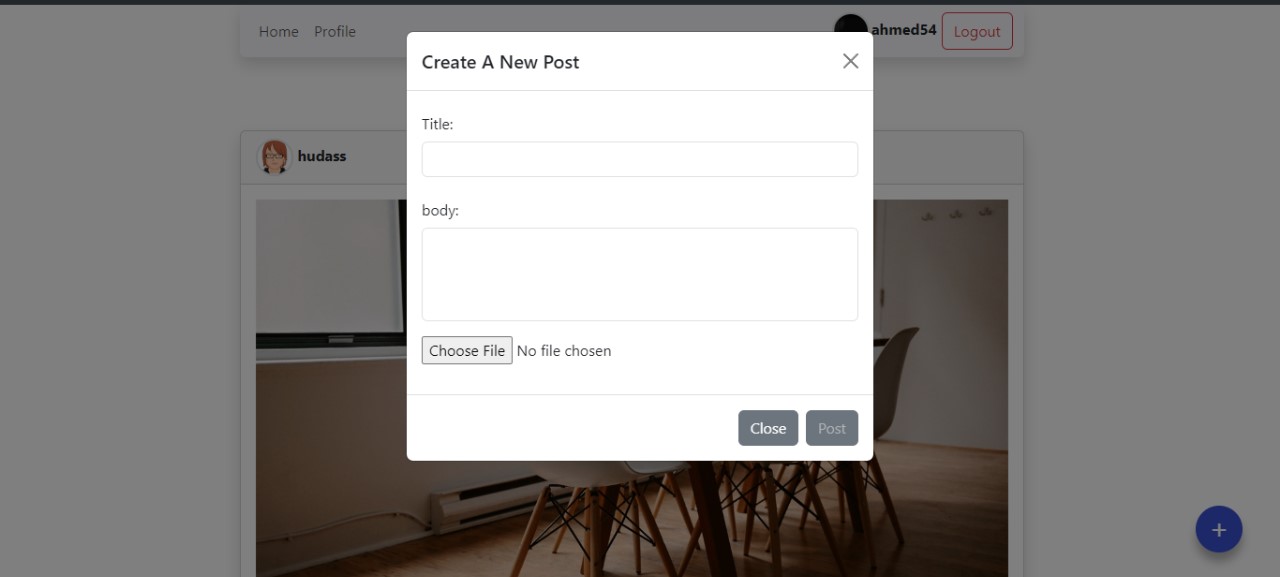 Home Profile ahmed54 Logout
Create A New Post
hudass
Title:
body:
Choose File No file chosen
Close Post
+